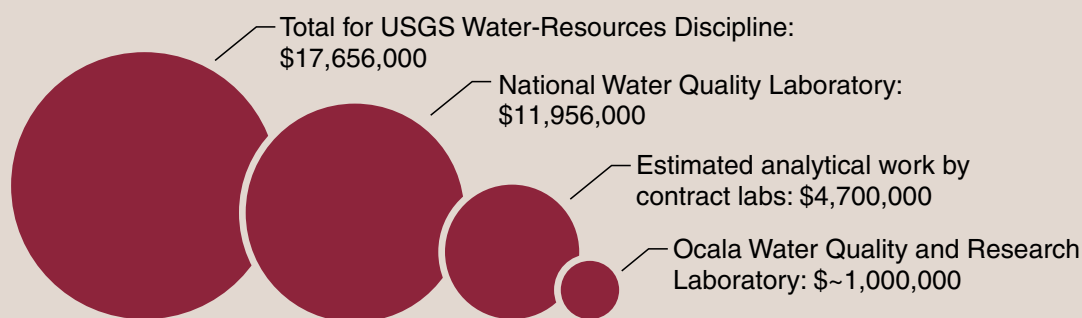 Total for USGS Water-Resources Discipline:
$17,656,000
National Water Quality Laboratory:
$11,956,000
Estimated analytical work by
contract labs: $4,700,000
Ocala Water Quality and Research
Laboratory: $~1,000,000